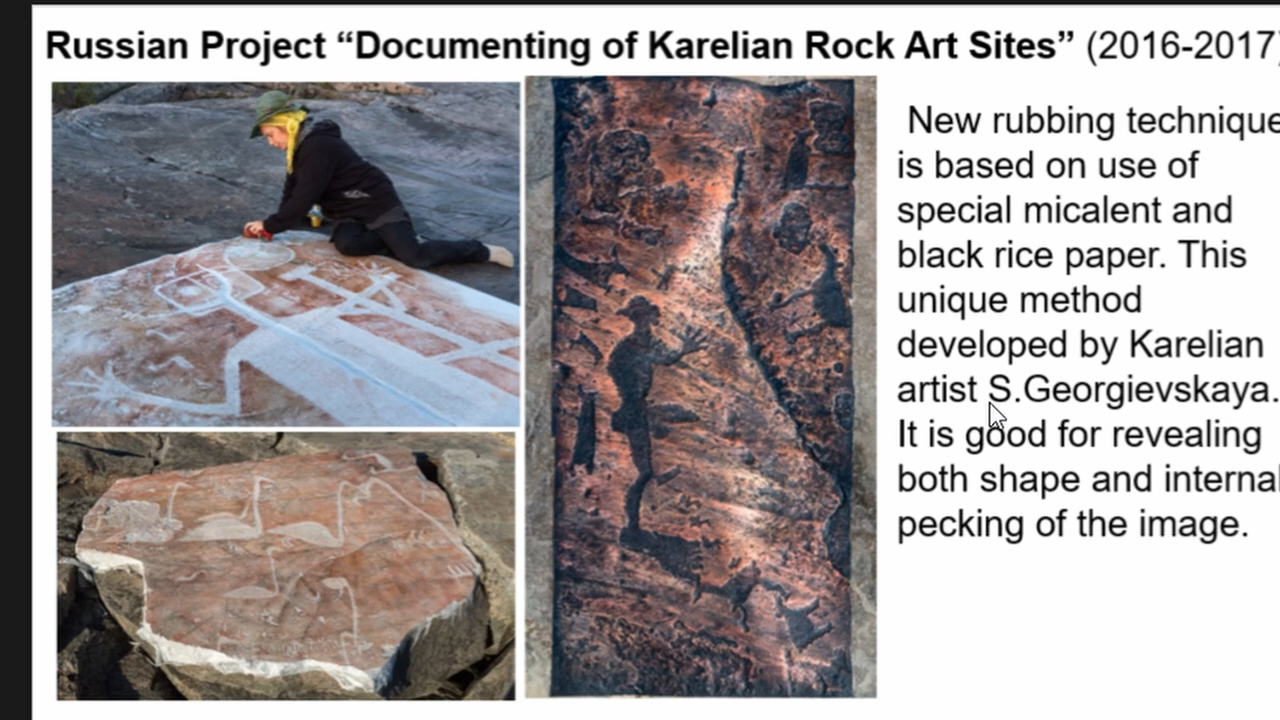 Russian Project “Documenting of Karelian Rock Art Sites” (2016-2017)
New rubbing technique
is based on use of
special micalent and
black rice paper. This
unique method
developed by Karelian
artist S.Georgievskaya.
It is good for revealing
both shape and internal
pecking of the image.